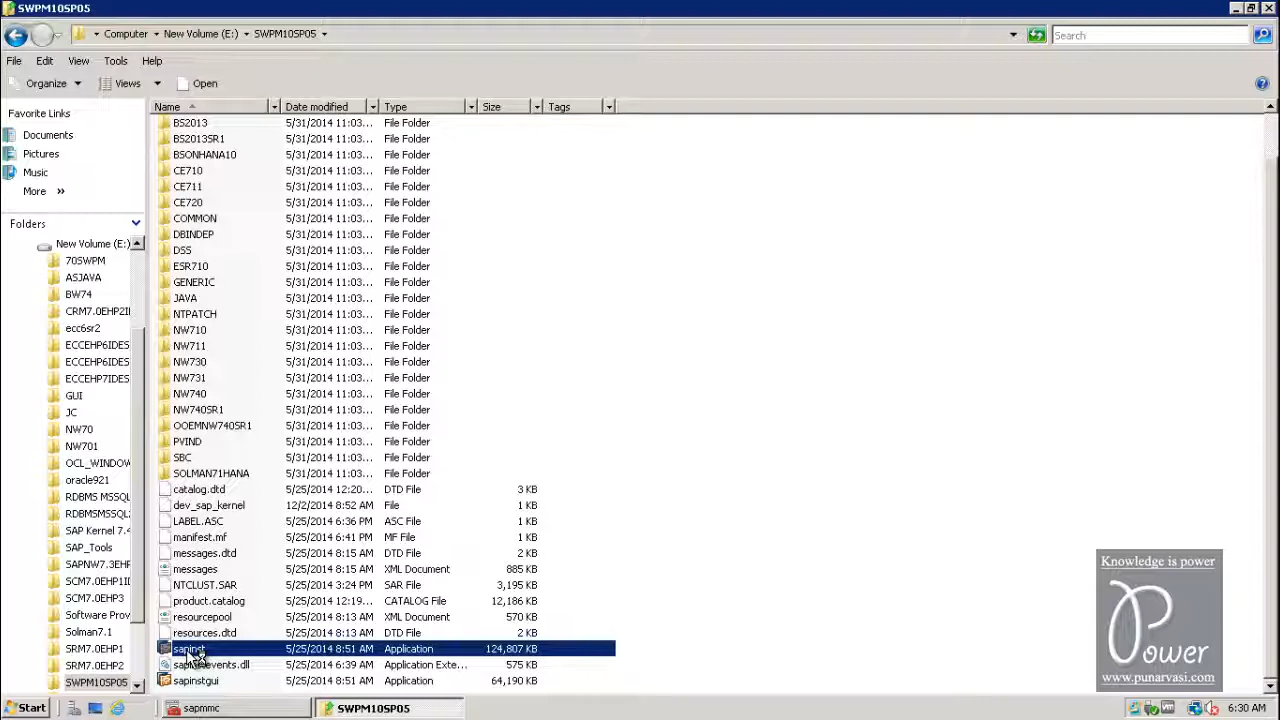 SWPM10SP05
Computer New Volume (E:) SWPM10SP05 Search
File Edit View Tools Help
Organize Views Open
Favorite Links
Documents
Pictures
Music
More »
Folders
New Volume (E:)
70SWPM
ASJAVA
BW74
CRM7.0EHP2II
ecc6sr2
ECCEHP6IDES
ECCEHP6IDES
ECCEHP7IDES
GUI
JC
NW70
NW701
OCL_WINDOW
oracle921
RDBMS MSSQL
RDBMSMSSQL
SAP Kernel 7.4
SAP_Tools
SAPNW7.3EHP
SCM7.0EHP1II
SCM7.0EHP3
Software Prov
Solman7.1
SRM7.0EHP1
SRM7.0EHP2
SWPM10SP05
Name Date modified Type Size Tags
BS2013 5/31/2014 11:03... File Folder
BS2013SR1 5/31/2014 11:03... File Folder
BSONHANA10 5/31/2014 11:03... File Folder
CE710 5/31/2014 11:03... File Folder
CE711 5/31/2014 11:03... File Folder
CE720 5/31/2014 11:03... File Folder
COMMON 5/31/2014 11:03... File Folder
DBINDEP 5/31/2014 11:03... File Folder
DSS 5/31/2014 11:03... File Folder
ESR710 5/31/2014 11:03... File Folder
GENERIC 5/31/2014 11:03... File Folder
JAVA 5/31/2014 11:03... File Folder
NTPATCH 5/31/2014 11:03... File Folder
NW710 5/31/2014 11:03... File Folder
NW711 5/31/2014 11:03... File Folder
NW730 5/31/2014 11:03... File Folder
NW731 5/31/2014 11:03... File Folder
NW740 5/31/2014 11:03... File Folder
NW740SR1 5/31/2014 11:03... File Folder
OOEMNW740SR1 5/31/2014 11:03... File Folder
PVIND 5/31/2014 11:03... File Folder
SBC 5/31/2014 11:03... File Folder
SOLMAN71HANA 5/31/2014 11:03... File Folder
catalog.dtd 5/25/2014 12:20... DTD File 3 KB
dev_sap_kernel 12/2/2014 8:52 AM File 1 KB
LABEL.ASC 5/25/2014 6:36 PM ASC File 1 KB
manifest.mf 5/25/2014 6:41 PM MF File 1 KB
messages.dtd 5/25/2014 8:15 AM DTD File 2 KB
messages 5/25/2014 8:15 AM XML Document 885 KB
NTCLUST.SAR 5/25/2014 3:24 PM SAR File 3,195 KB
product.catalog 5/25/2014 12:19... CATALOG File 12,186 KB
resourcepool 5/25/2014 8:13 AM XML Document 570 KB
resources.dtd 5/25/2014 8:13 AM DTD File 2 KB
sapinst 5/25/2014 8:51 AM Application 124,807 KB
5/25/2014 6:39 AM Application Exte... 575 KB
sapinstgui 5/25/2014 8:51 AM Application 64,190 KB
Knowledge is power
Power
www.punarvasi.com
Start sapmmc SWPM10SP05 6:30 AM